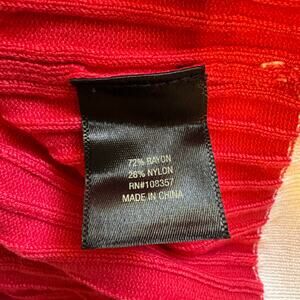 72% RAYON
28% NYLON
RN#108357
MADE IN CHINA